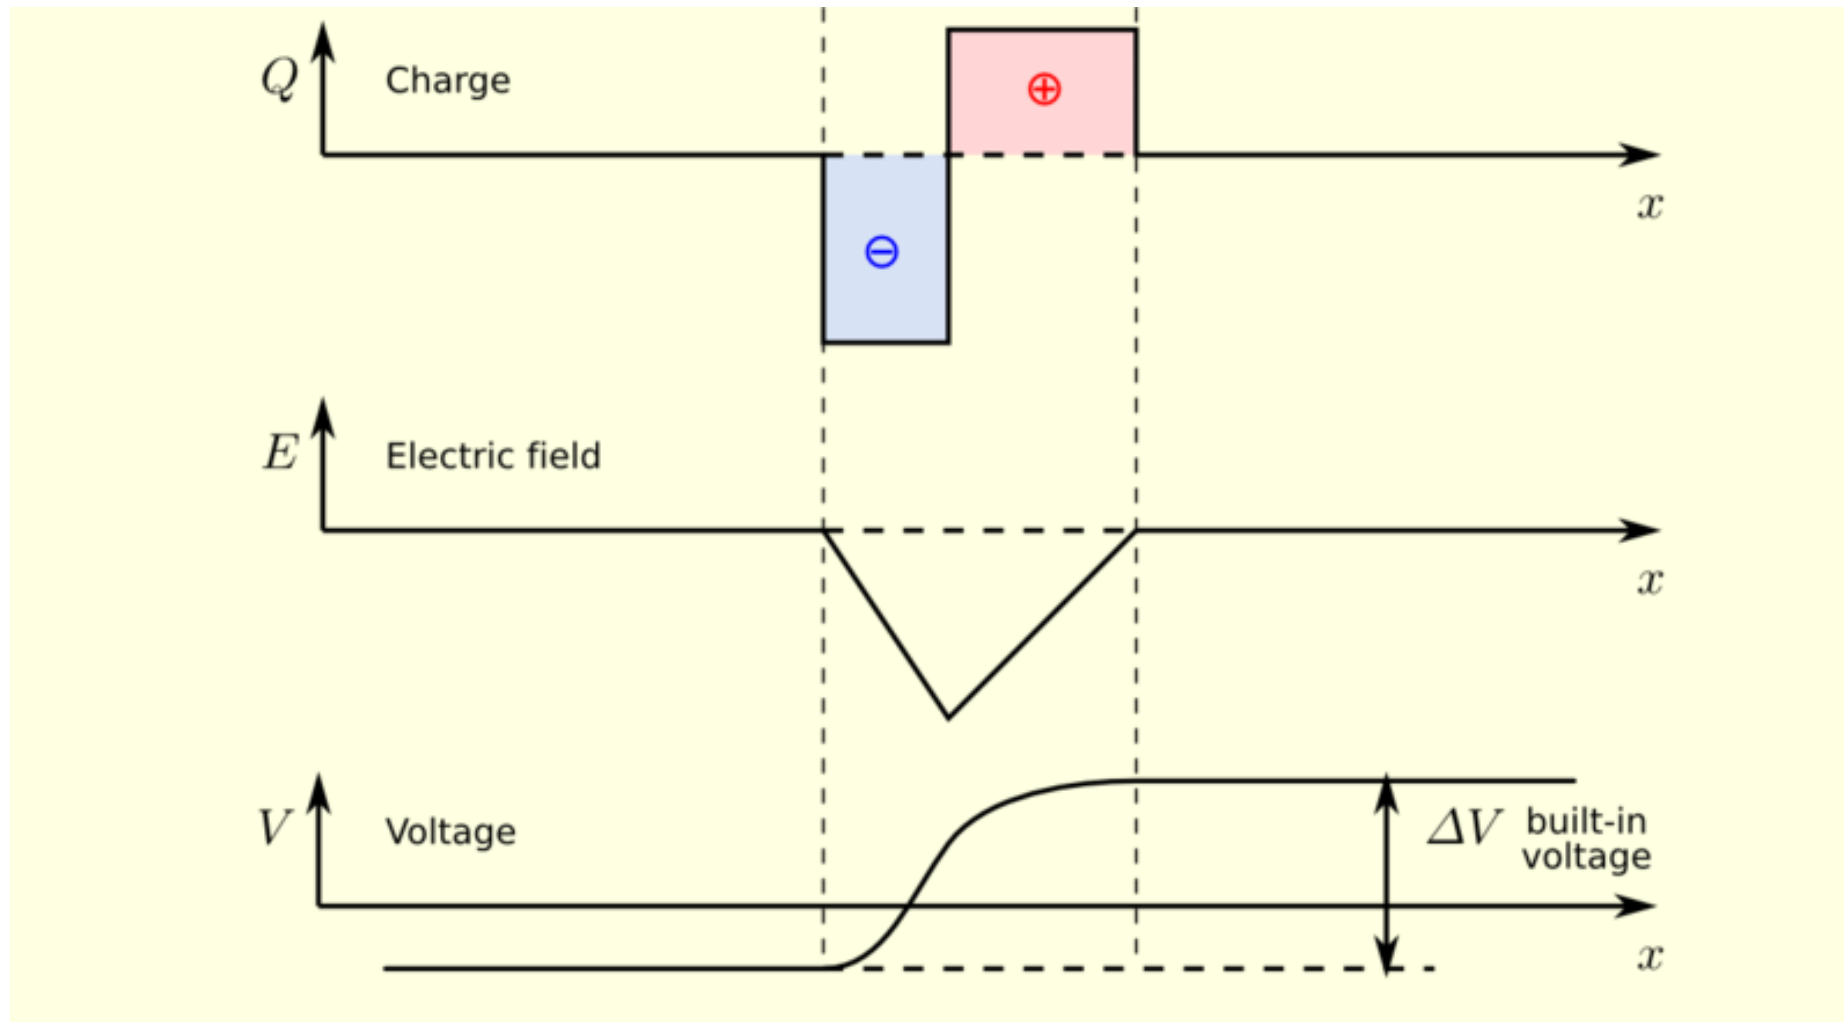 Q
Charge
⊕
x
⊖
E
Electric field
x
V
Voltage
ΔV built-in
voltage
x